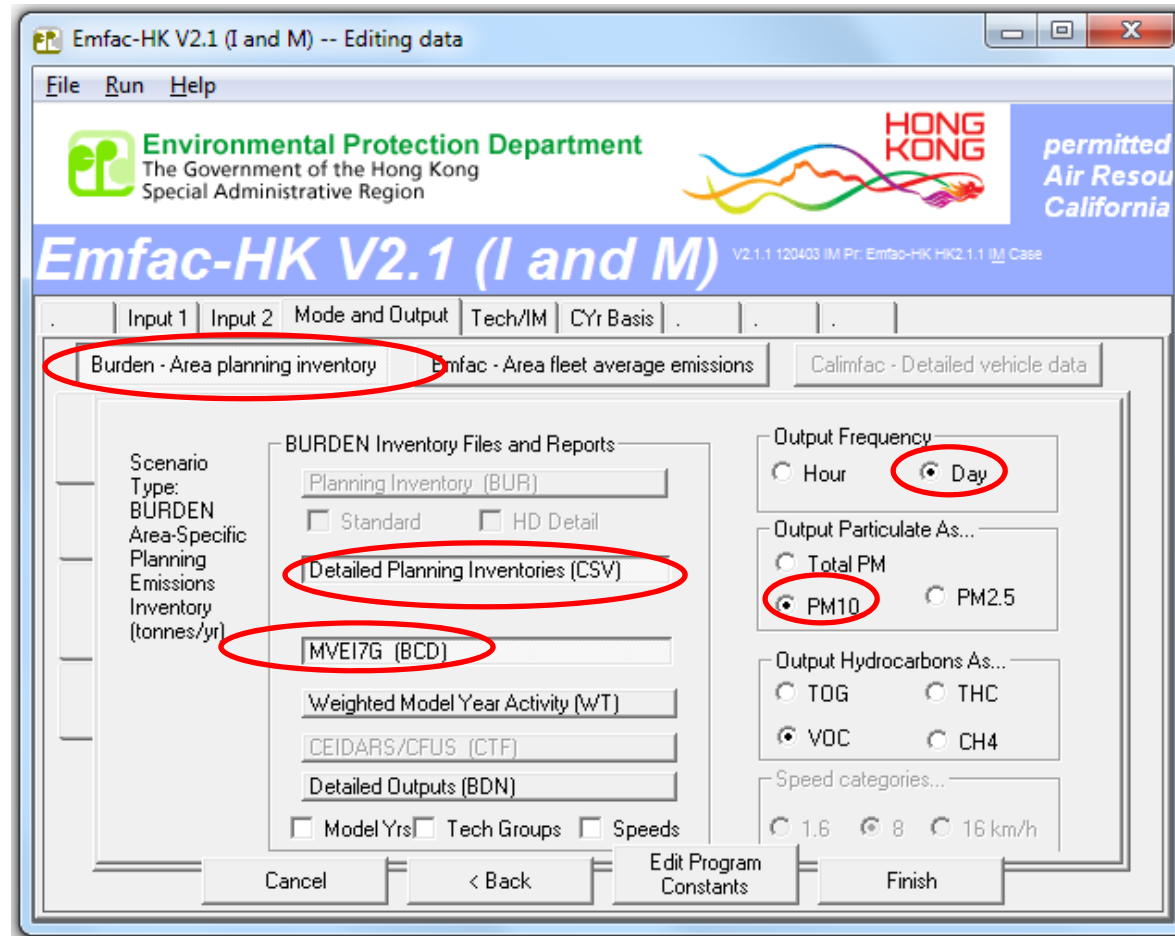 Emfac-HK V2.1 (I and M) -- Editing data
File Run Help
Environmental Protection Department
The Government of the Hong Kong
Special Administrative Region
HONG
KONG
permitted
Air Resou
California
Emfac-HK V2.1 (I and M)
V2.1.1 120403 IM Pr: Emfac-HK HK2.1.1 IM Case
. Input 1 Input 2 Mode and Output Tech/IM CYr Basis . . .
Burden - Area planning inventory
Emfac - Area fleet average emissions
Calimfac - Detailed vehicle data
Scenario
Type:
BURDEN
Area-Specific
Planning
Emissions
Inventory
(tonnes/yr)
BURDEN Inventory Files and Reports
Planning Inventory (BUR)
Standard HD Detail
Detailed Planning Inventories (CSV)
MVEI7G (BCD)
Weighted Model Year Activity (WT)
CEIDARS/CFUS (CTF)
Detailed Outputs (BDN)
Model Yrs Tech Groups Speeds
Output Frequency
Hour Day
Output Particulate As...
Total PM
PM10 PM2.5
Output Hydrocarbons As...
TOG THC
VOC CH4
Speed categories...
1.6 8 16 km/h
Cancel
< Back
Edit Program
Constants
Finish